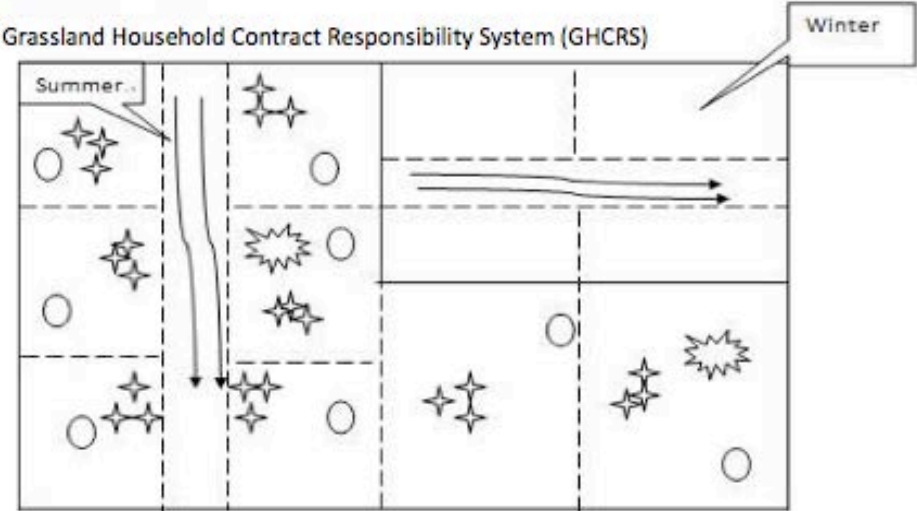 Winter
Grassland Household Contract Responsibility System (GHCRS)
Summer